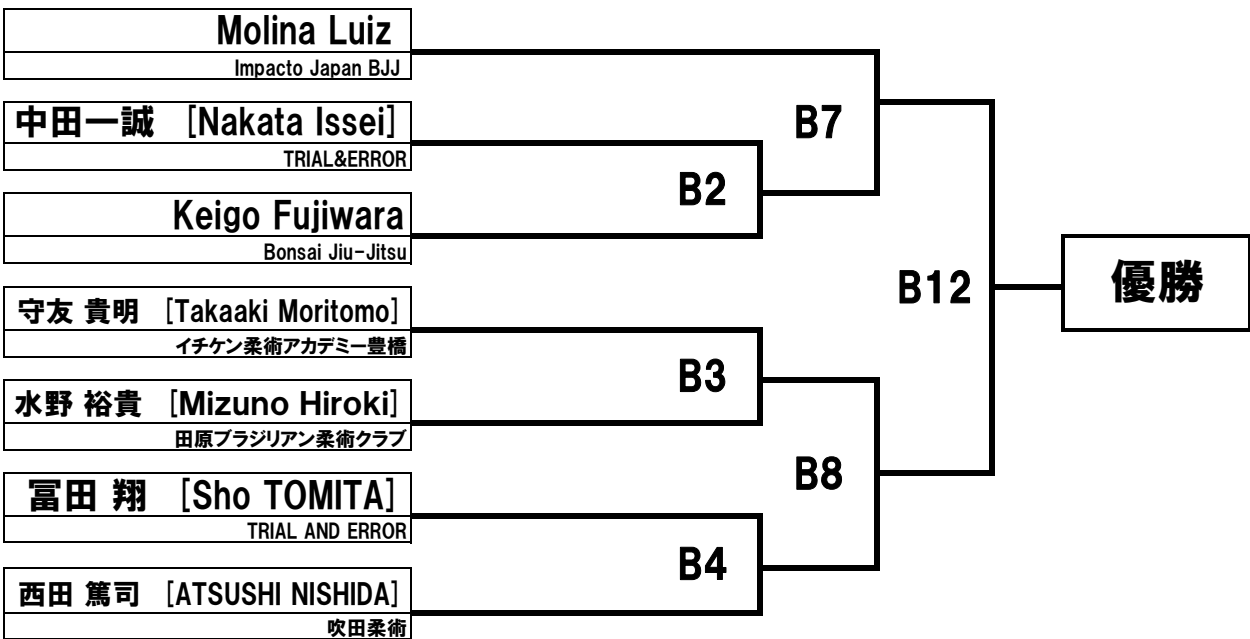 Molina Luiz
Impacto Japan BJJ
中田一誠 [Nakata Issei]
TRIAL&ERROR
Keigo Fujiwara
Bonsai Jiu-Jitsu
守友 貴明 [Takaaki Moritomo]
イチケン柔術アカデミー豊橋
水野 裕貴 [Mizuno Hiroki]
田原ブラジリアン柔術クラブ
冨田 翔 [Sho TOMITA]
TRIAL AND ERROR
西田 篤司 [ATSUSHI NISHIDA]
吹田柔術
B7
B2
B3
B8
B4
B12
優勝